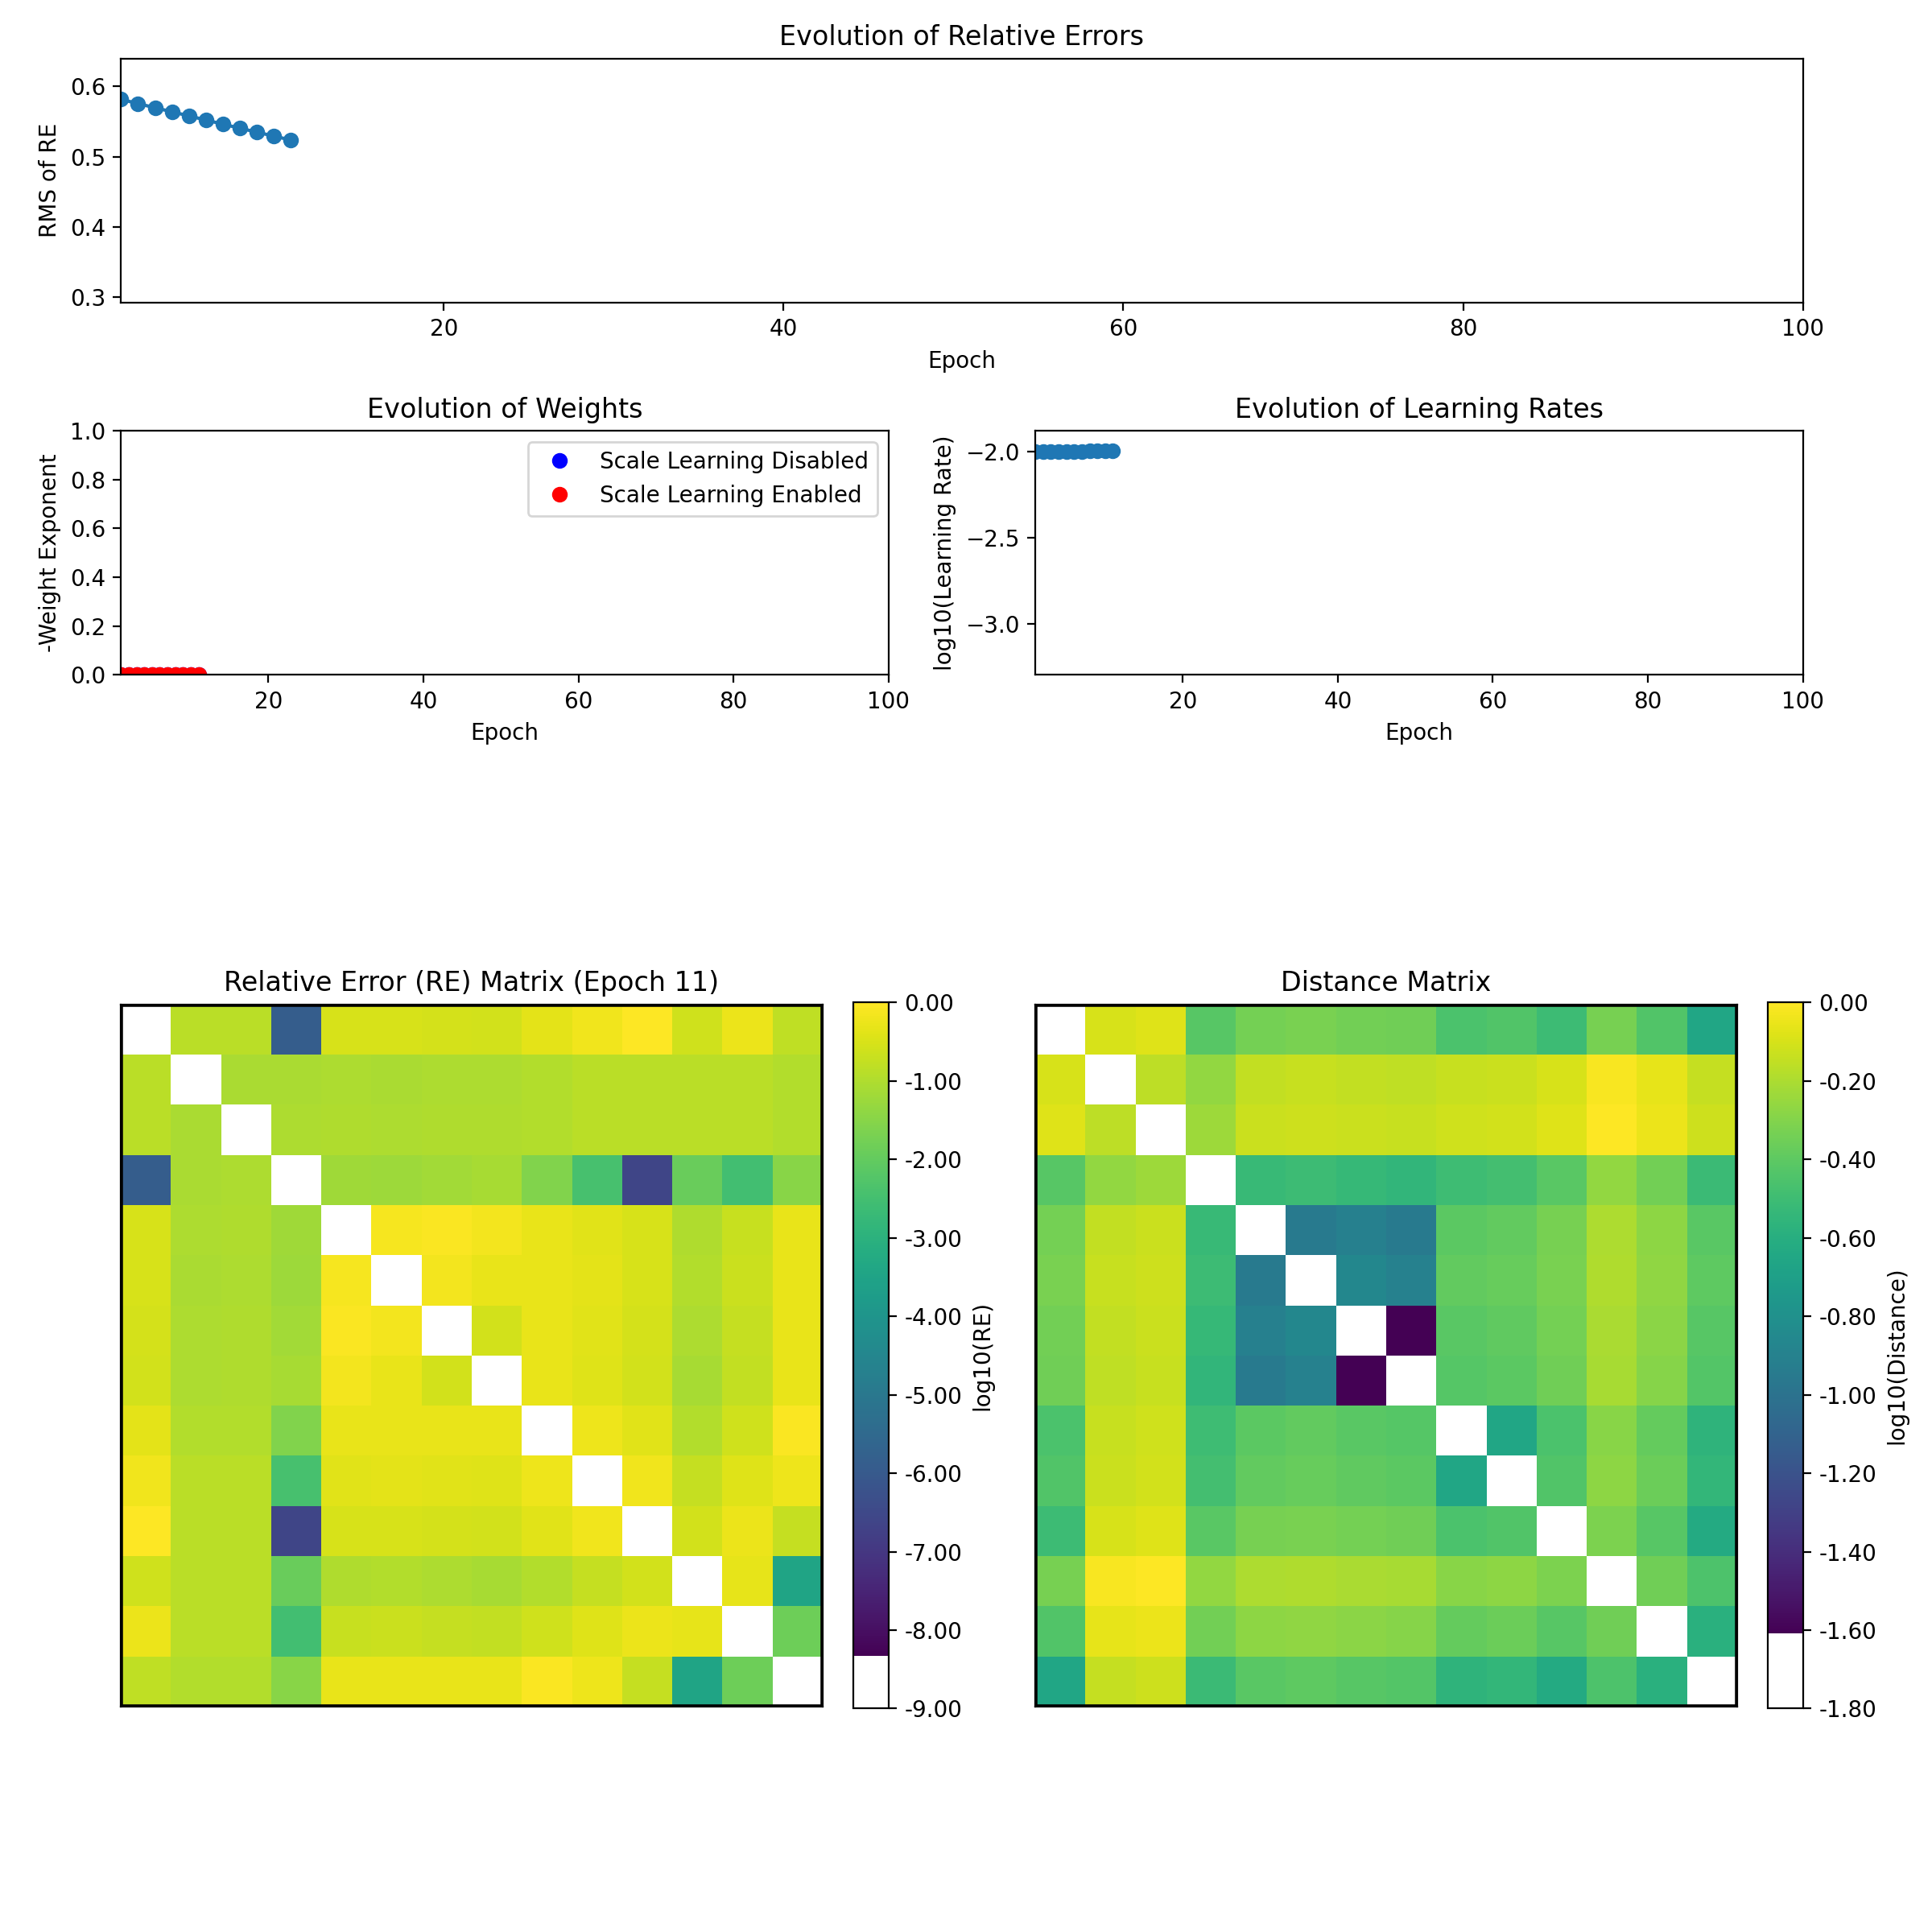 Evolution of Relative Errors
0.6
0.5
0.4
0.3
RMS of RE
20 40 60 80 100
Epoch
Evolution of Weights
1.0
0.8
0.6
0.4
0.2
0.0
-Weight Exponent
Scale Learning Disabled
Scale Learning Enabled
20 40 60 80 100
Epoch
Evolution of Learning Rates
−2.0
−2.5
−3.0
log10(Learning Rate)
20 40 60 80 100
Epoch
Relative Error (RE) Matrix (Epoch 11)
0.00
-1.00
-2.00
-3.00
-4.00
-5.00
-6.00
-7.00
-8.00
-9.00
log10(RE)
Distance Matrix
0.00
-0.20
-0.40
-0.60
-0.80
-1.00
-1.20
-1.40
-1.60
-1.80
log10(Distance)